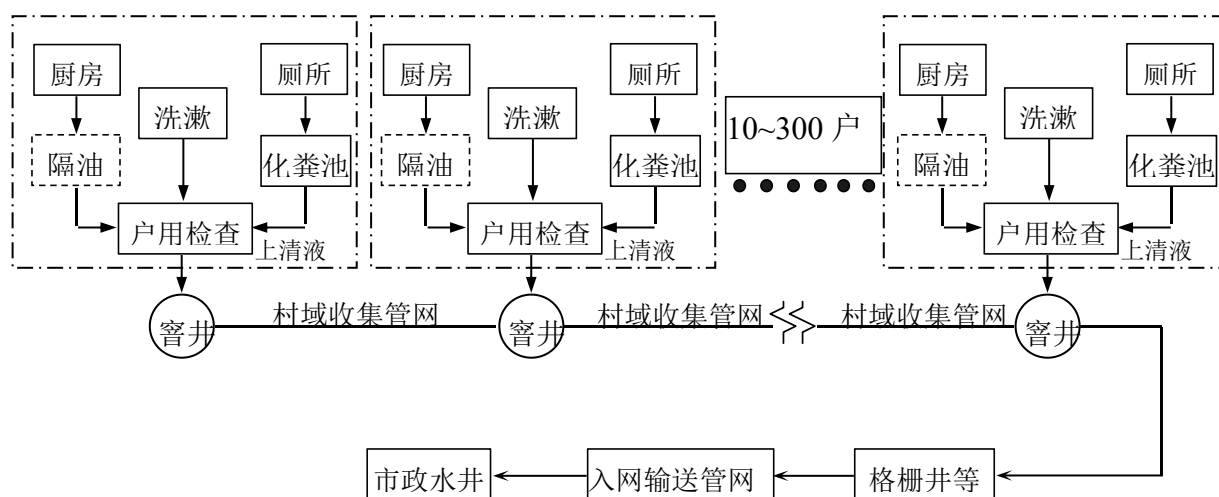 厨房
厕所
洗漱
隔油
化粪池
户用检查
上清液
厨房
厕所
洗漱
隔油
化粪池
户用检查
上清液
10~300 户
厨房
厕所
洗漱
隔油
化粪池
户用检查
上清液
窨井
村域收集管网
窨井
村域收集管网
村域收集管网
窨井
市政水井
入网输送管网
格栅井等